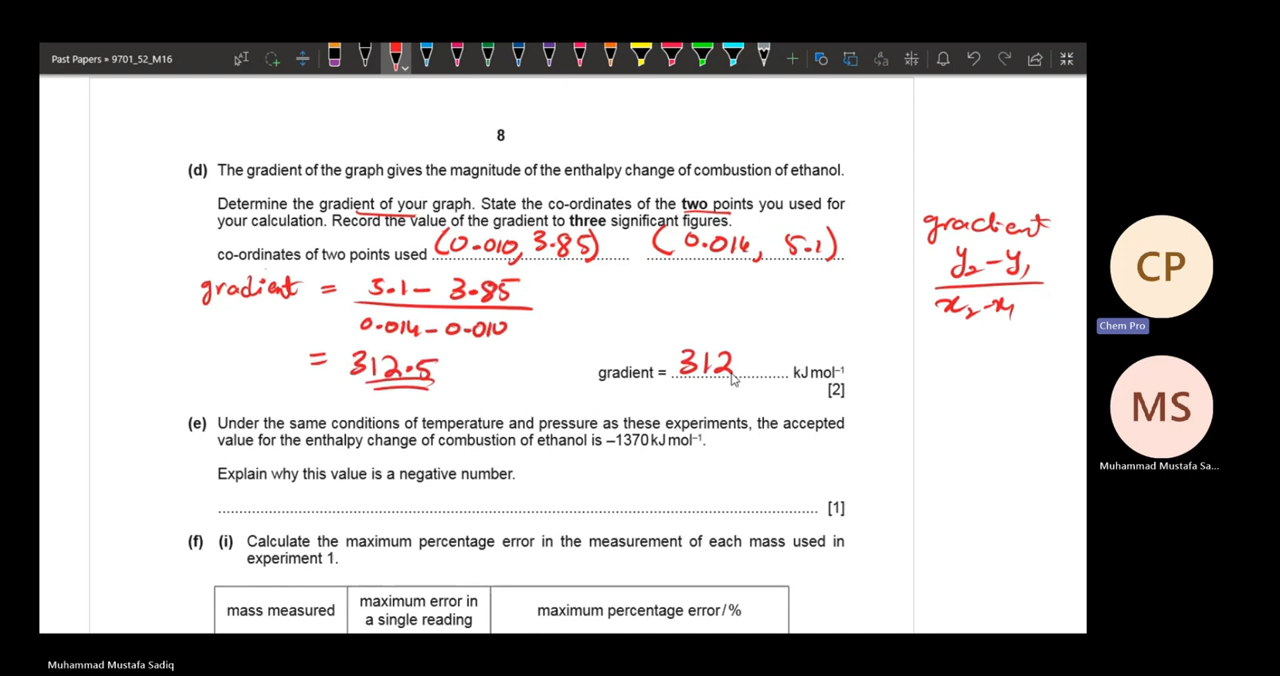 Past Papers » 9701_52_M16
8
(d) The gradient of the graph gives the magnitude of the enthalpy change of combustion of ethanol.
Determine the gradient of your graph. State the co-ordinates of the two points you used for
your calculation. Record the value of the gradient to three significant figures.
co-ordinates of two points used (0.010, 3.85) (0.014, 5.1)
gradient = 5.1 - 3.85
0.014 - 0.010
= 312.5
gradient = 312 kJ mol⁻¹
[2]
gradient
y₂ - y₁
x₂ - x₁
(e) Under the same conditions of temperature and pressure as these experiments, the accepted
value for the enthalpy change of combustion of ethanol is –1370 kJ mol⁻¹.
Explain why this value is a negative number.
[1]
(f) (i) Calculate the maximum percentage error in the measurement of each mass used in
experiment 1.
mass measured
maximum error in
a single reading
maximum percentage error/%
CP
Chem Pro
MS
Muhammad Mustafa Sa...
Muhammad Mustafa Sadiq